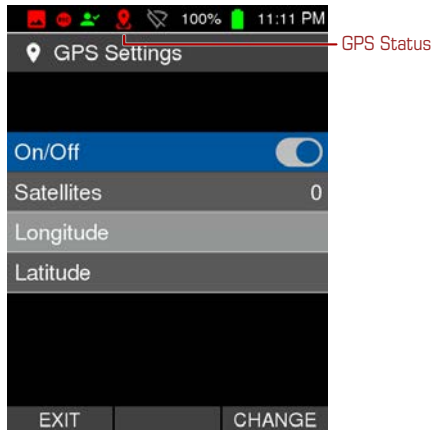 100% 11:11 PM
GPS Status
GPS Settings
On/Off
Satellites 0
Longitude
Latitude
EXIT CHANGE